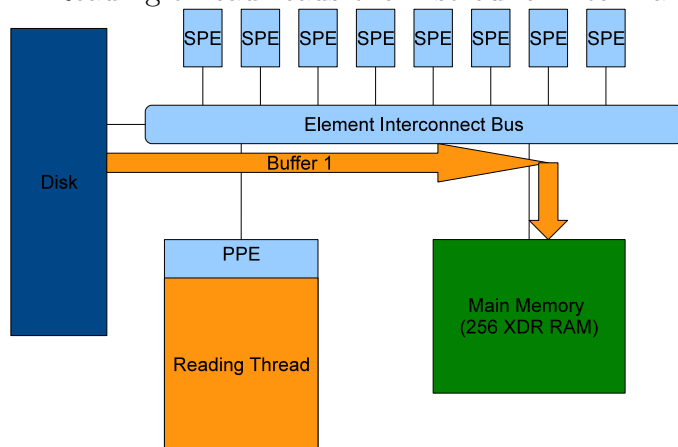 SPE SPE SPE SPE SPE SPE SPE SPE
Element Interconnect Bus
Buffer 1
Disk
PPE
Main Memory
(256 XDR RAM)
Reading Thread